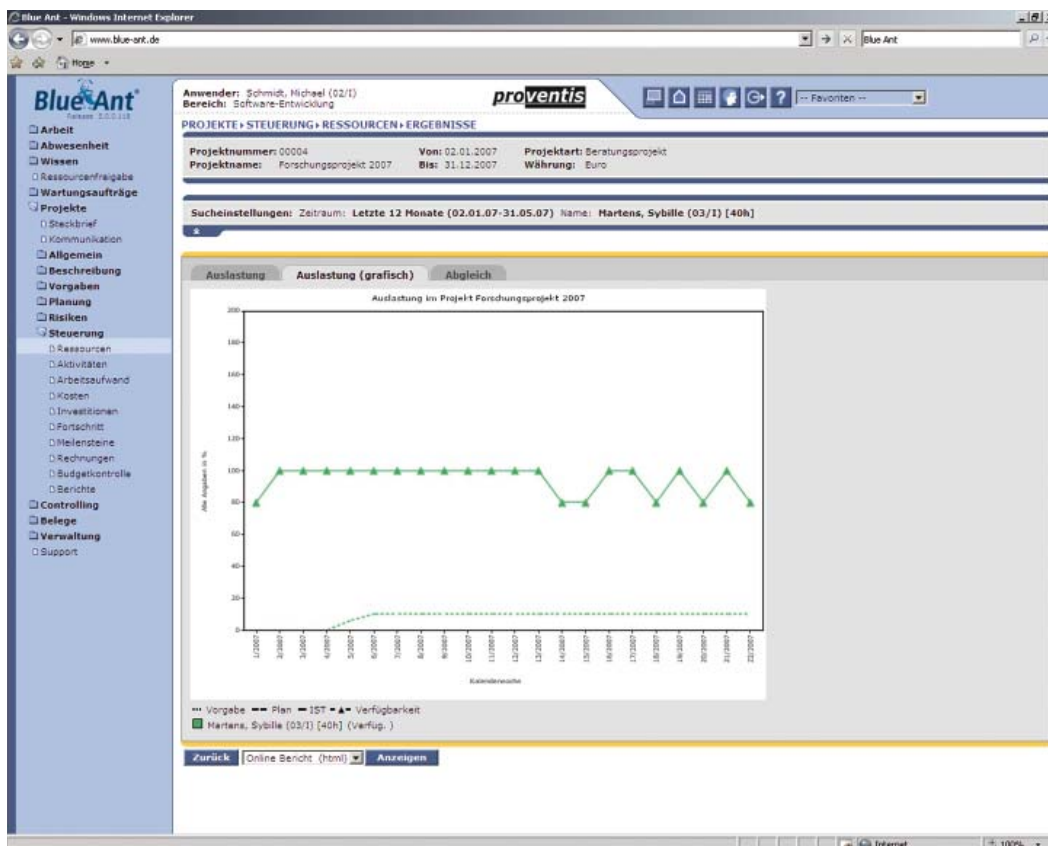 Blue Ant - Windows Internet Explorer
www.blue-ant.de
Blue Ant
Home
Blue Ant
Anwender: Schmidt, Michael (02/I)
Bereich: Software-Entwicklung
proventis
-- Favoriten --
PROJEKTE STEUERUNG RESSOURCEN ERGEBNISSE
Projektnummer: 00004 Von: 02.01.2007 Projektart: Beratungsprojekt
Projektname: Forschungsprojekt 2007 Bis: 31.12.2007 Währung: Euro
Sucheinstellungen: Zeitraum: Letzte 12 Monate (02.01.07-31.05.07) Name: Martens, Sybille (03/I) [40h]
Arbeit
Abwesenheit
Wissen
Ressourcenfreigabe
Wartungsaufträge
Projekte
Steckbrief
Kommunikation
Allgemein
Beschreibung
Vorgaben
Planung
Risiken
Steuerung
Ressourcen
Aktivitäten
Arbeitsaufwand
Kosten
Investitionen
Fortschritt
Meilensteine
Rechnungen
Budgetkontrolle
Berichte
Controlling
Belege
Verwaltung
Support
Auslastung Auslastung (grafisch) Abgleich
Auslastung im Projekt Forschungsprojekt 2007
Alle Angaben in %
200
180
160
140
120
100
80
60
40
20
0
1/2007 2/2007 3/2007 4/2007 5/2007 6/2007 7/2007 8/2007 9/2007 10/2007 11/2007 12/2007 13/2007 14/2007 15/2007 16/2007 17/2007 18/2007 19/2007 20/2007 21/2007 22/2007
Kalenderwoche
Vorgabe Plan IST Verfügbarkeit
Martens, Sybille (03/I) [40h] (Verfüg. )
Zurück Online Bericht (html) Anzeigen
Internet 100%